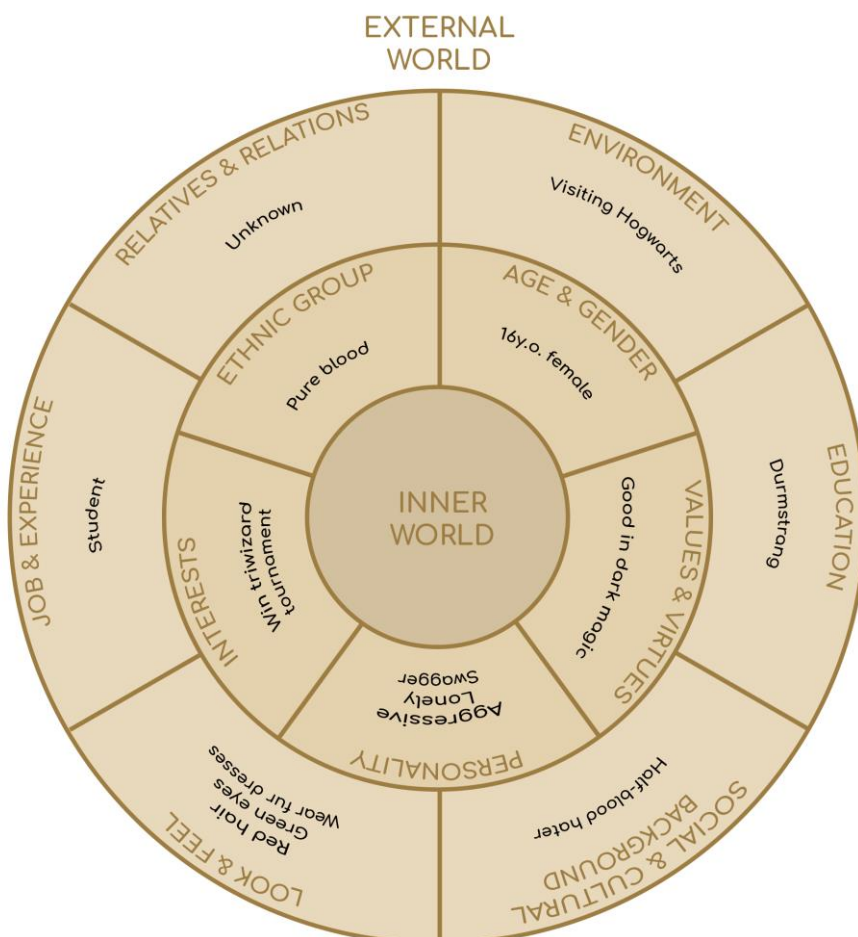 EXTERNAL
WORLD
RELATIVES & RELATIONS
Unknown
ENVIRONMENT
Visiting Hogwarts
ETHNIC GROUP
Pure blood
AGE & GENDER
16y.o. female
JOB & EXPERIENCE
Student
INTERESTS
Win triwizard
tournament
INNER
WORLD
VALUES & VIRTUES
Good in dark magic
EDUCATION
Durmstrang
PERSONALITY
Aggressive
Lonely
Swagger
LOOK & FEEL
Red hair
Green eyes
Wear fur dresses
SOCIAL & CULTURAL
BACKGROUND
Half-blood hater